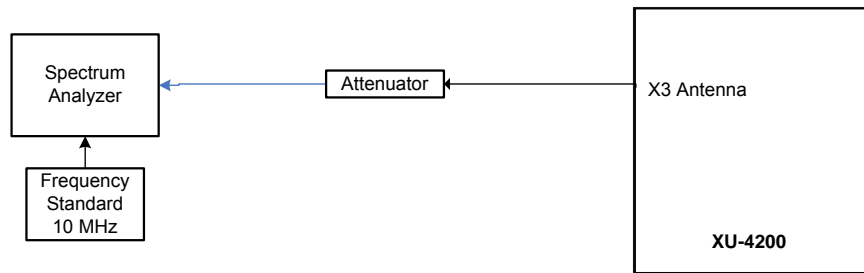 Spectrum
Analyzer
Attenuator
X3 Antenna
Frequency
Standard
10 MHz
XU-4200